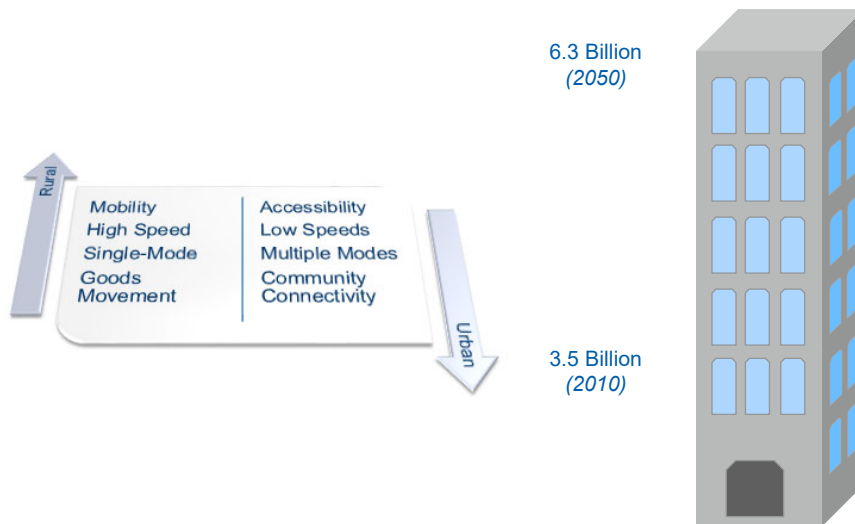 Rural
Mobility
High Speed
Single-Mode
Goods
Movement
Accessibility
Low Speeds
Multiple Modes
Community
Connectivity
Urban
6.3 Billion
(2050)
3.5 Billion
(2010)